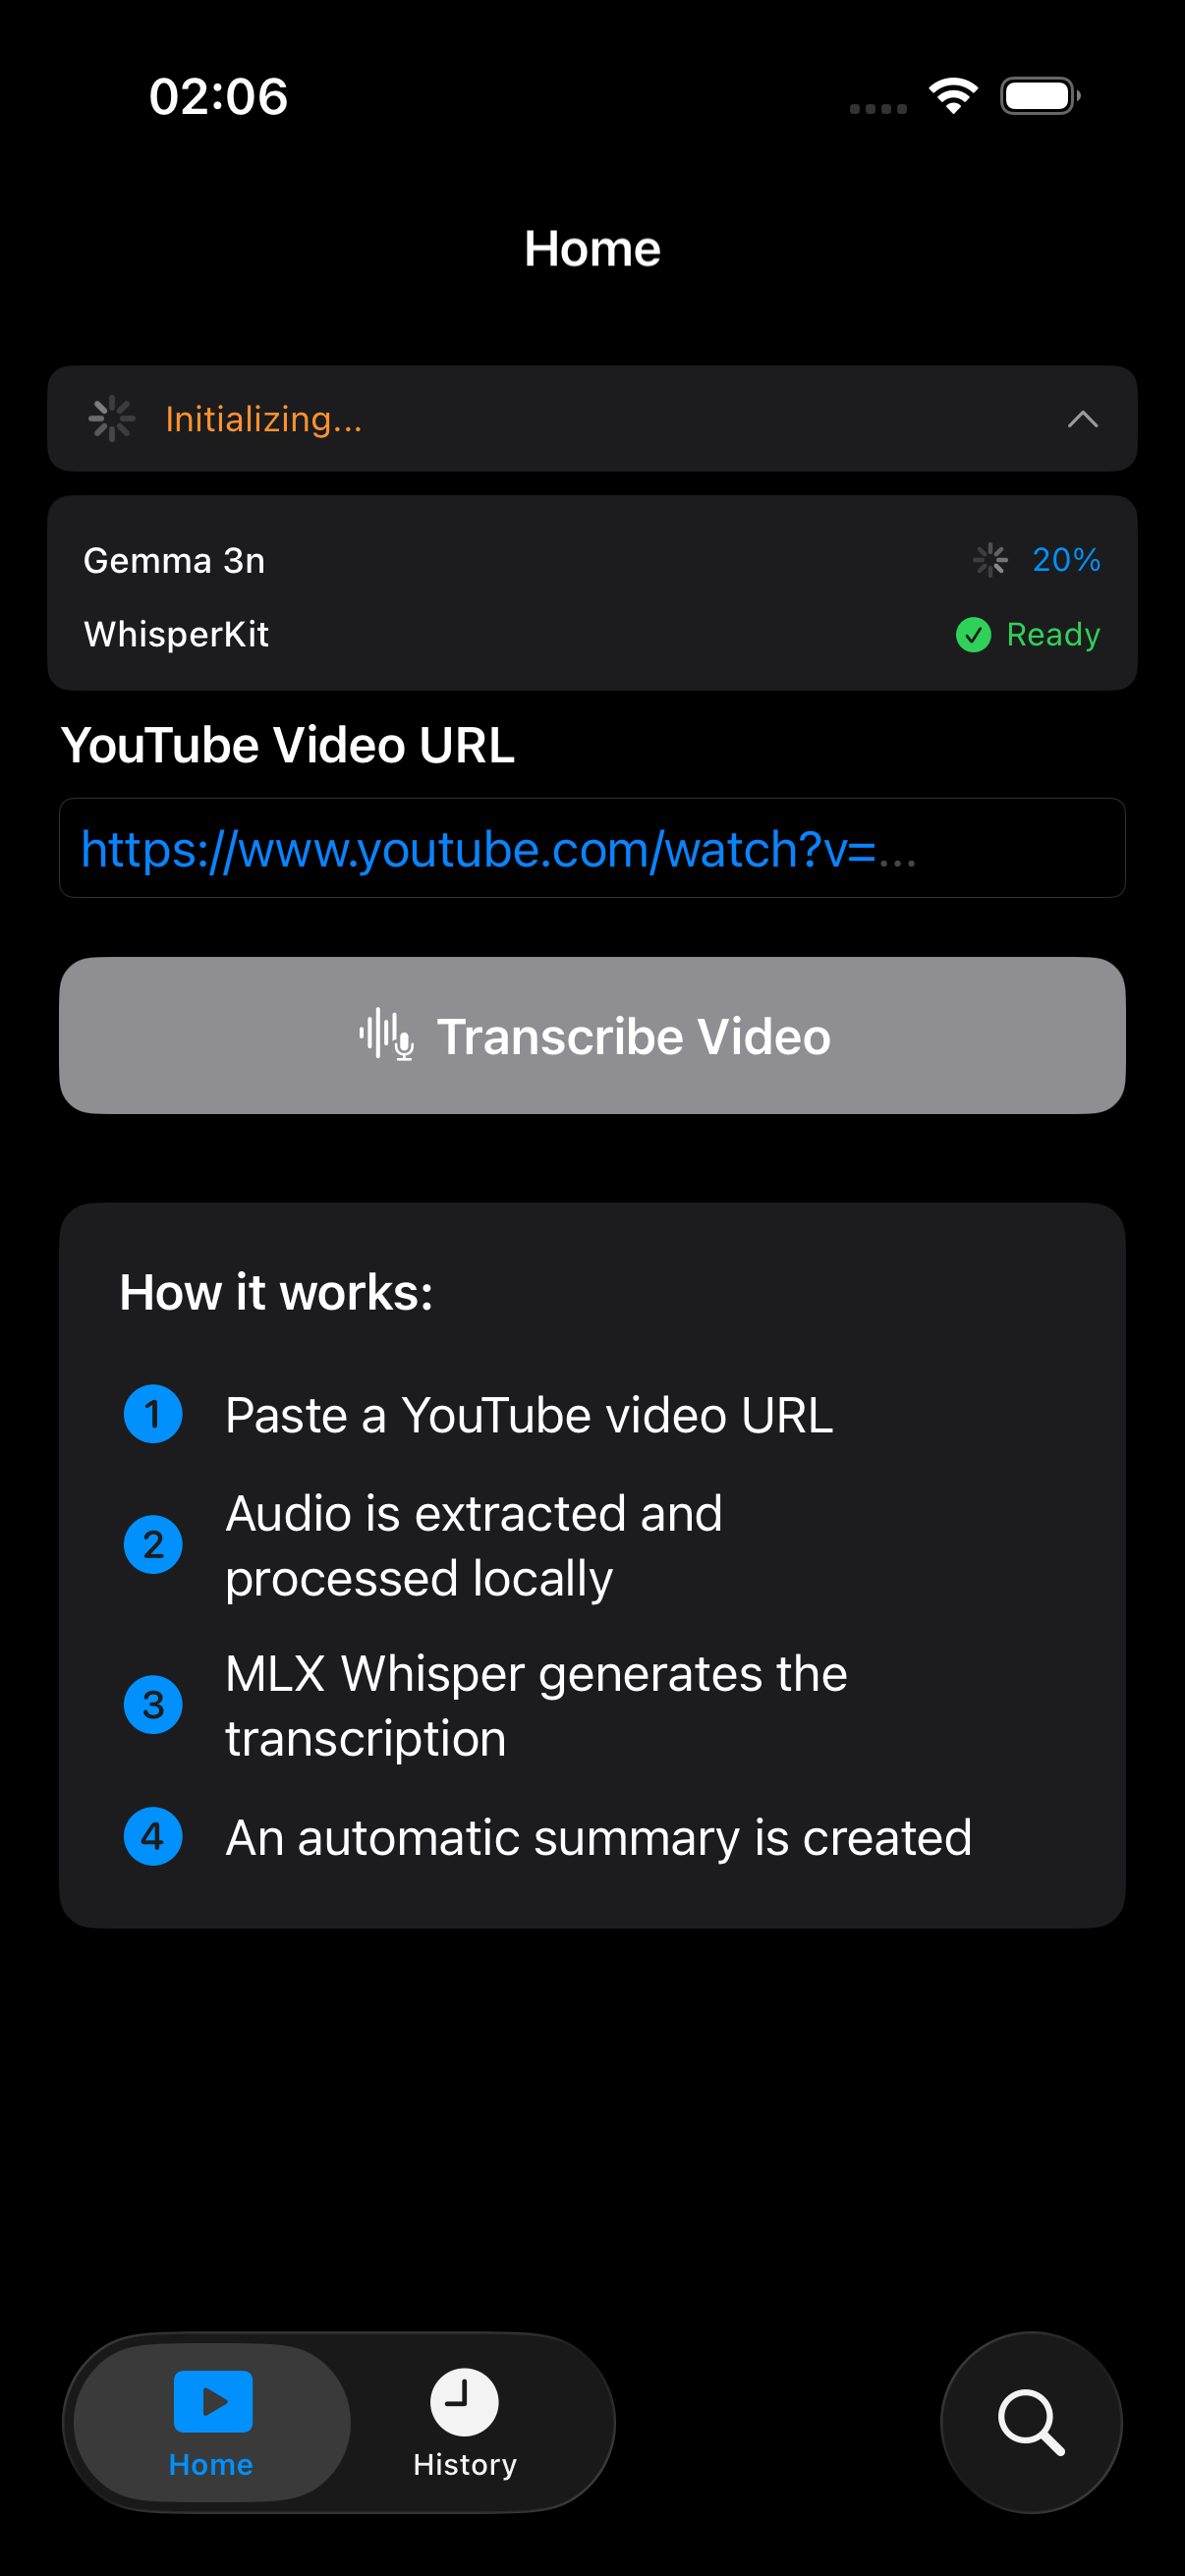 02:06
Home
Initializing...
Gemma 3n
20%
WhisperKit
Ready
YouTube Video URL
https://www.youtube.com/watch?v=...
Transcribe Video
How it works:
1 Paste a YouTube video URL
2 Audio is extracted and
processed locally
3 MLX Whisper generates the
transcription
4 An automatic summary is created
Home
History